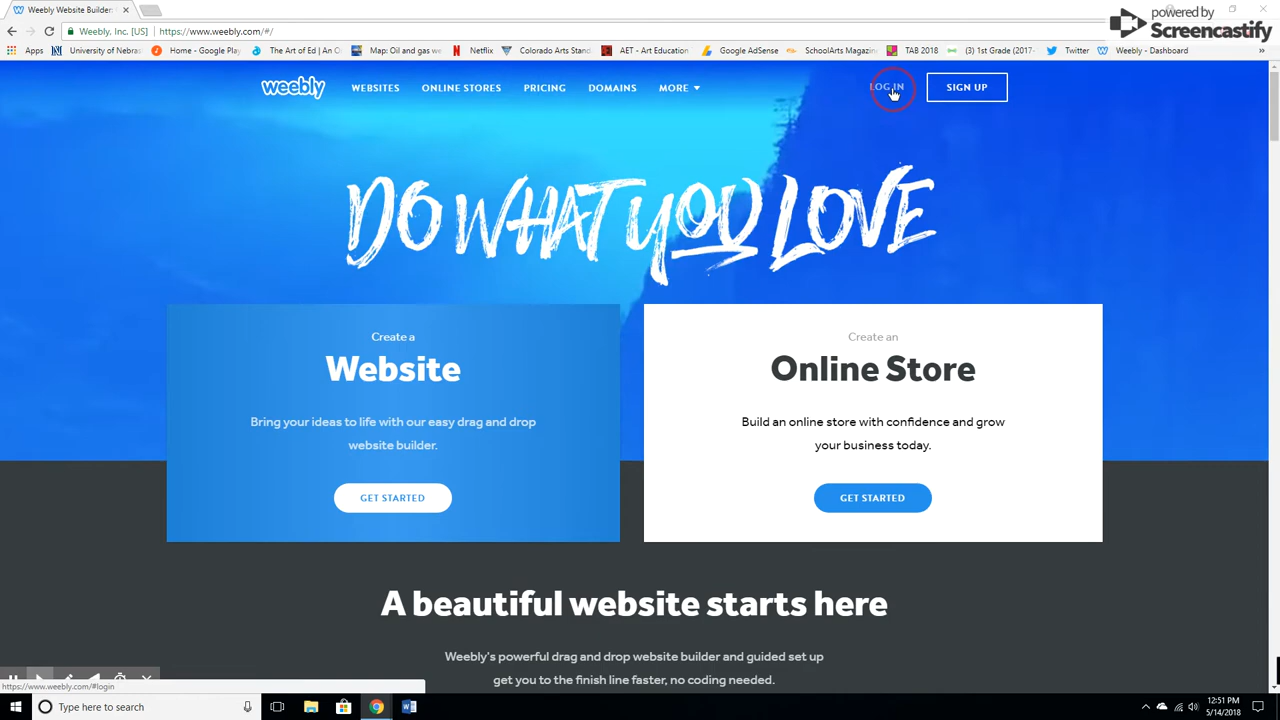 Weebly Website Builder:
powered by
Screencastify
Weebly, Inc. [US]
https://www.weebly.com/#/
Apps
University of Nebras
Home - Google Play
The Art of Ed | An O
Map: Oil and gas we
Netflix
Colorado Arts Stand
AET - Art Education
Google AdSense
SchoolArts Magazin
TAB 2018
(3) 1st Grade (2017-
Twitter
Weebly - Dashboard
weebly
WEBSITES
ONLINE STORES
PRICING
DOMAINS
MORE
LOG IN
SIGN UP
DO WHAT YOU LOVE
Create a
Website
Bring your ideas to life with our easy drag and drop
website builder.
GET STARTED
Create an
Online Store
Build an online store with confidence and grow
your business today.
GET STARTED
A beautiful website starts here
Weebly's powerful drag and drop website builder and guided set up
get you to the finish line faster, no coding needed.
https://www.weebly.com/#login
Type here to search
12:51 PM
5/14/2018